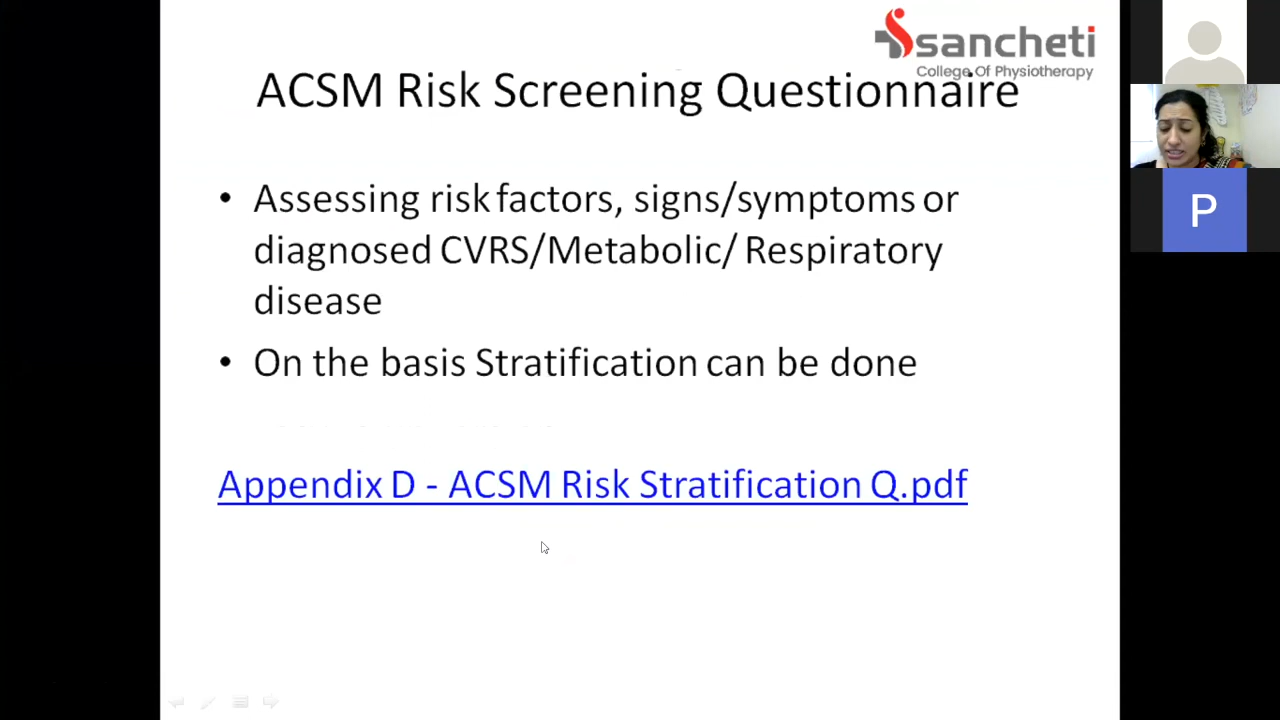 sancheti
College Of Physiotherapy
ACSM Risk Screening Questionnaire
• Assessing risk factors, signs/symptoms or
diagnosed CVRS/Metabolic/ Respiratory
disease
• On the basis Stratification can be done
Appendix D - ACSM Risk Stratification Q.pdf
P